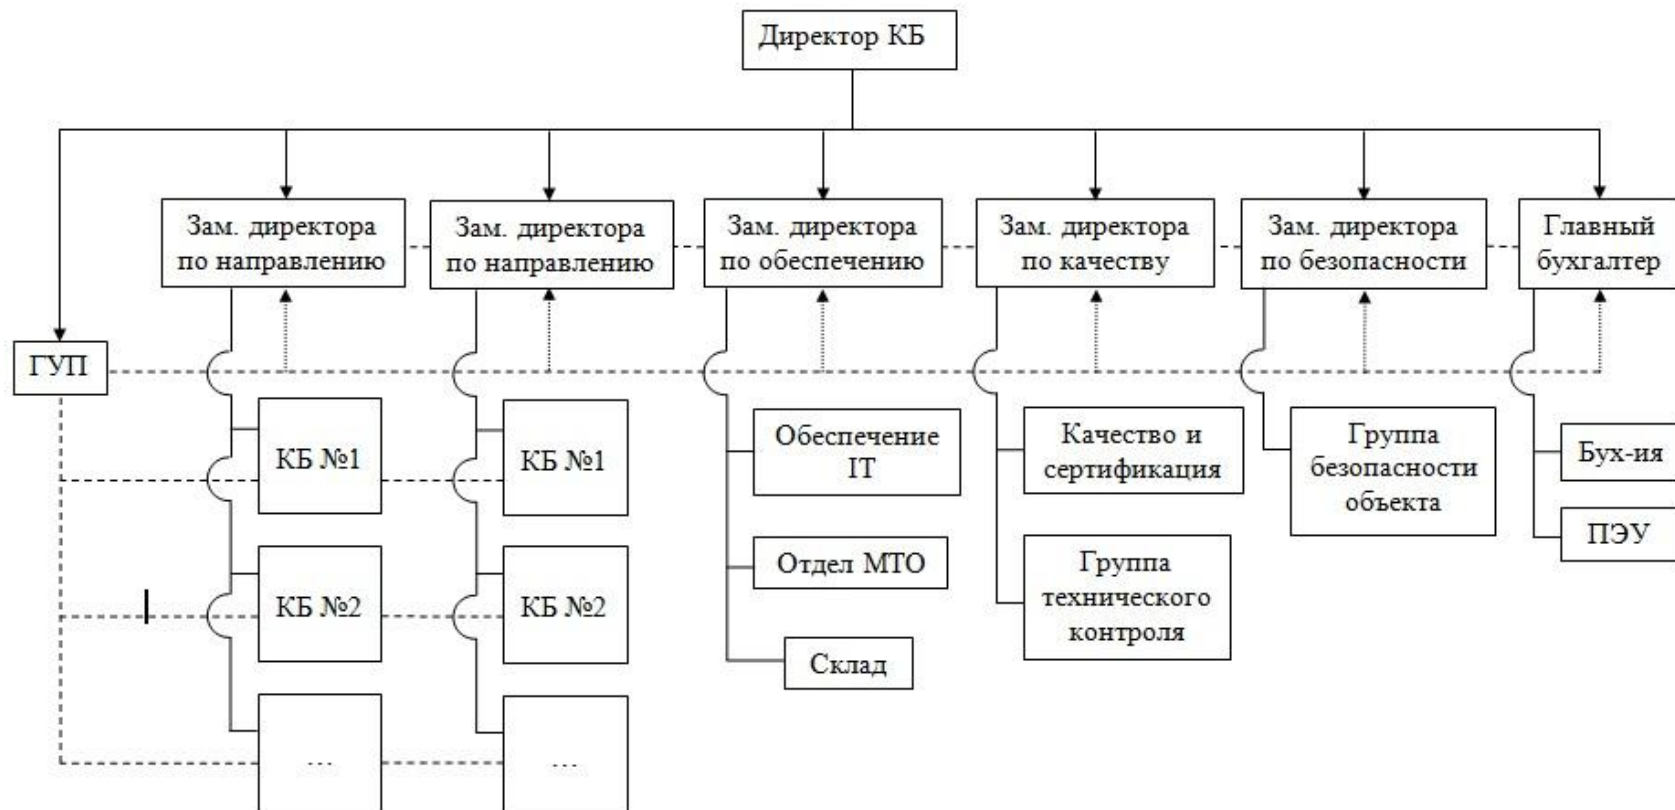 Директор КБ
Зам. директора
по направлению
Зам. директора
по направлению
Зам. директора
по обеспечению
Зам. директора
по качеству
Зам. директора
по безопасности
Главный
бухгалтер
ГУП
КБ №1
КБ №1
Обеспечение
IT
Качество и
сертификация
Группа
безопасности
объекта
Бух-ия
ПЭУ
КБ №2
КБ №2
Отдел МТО
Группа
технического
контроля
Склад
...
...